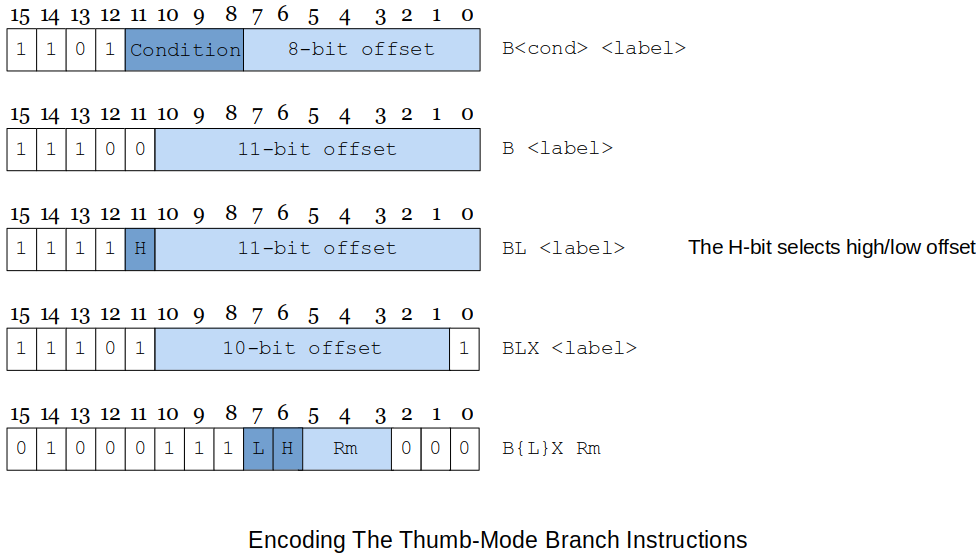 15 14 13 12 11 10 9 8 7 6 5 4 3 2 1 0
1 1 0 1 Condition 8-bit offset B<cond> <label>
15 14 13 12 11 10 9 8 7 6 5 4 3 2 1 0
1 1 1 0 0 11-bit offset B <label>
15 14 13 12 11 10 9 8 7 6 5 4 3 2 1 0
1 1 1 1 H 11-bit offset BL <label> The H-bit selects high/low offset
15 14 13 12 11 10 9 8 7 6 5 4 3 2 1 0
1 1 1 0 1 10-bit offset 1 BLX <label>
15 14 13 12 11 10 9 8 7 6 5 4 3 2 1 0
0 1 0 0 0 1 1 1 L H Rm 0 0 0 B{L}X Rm
Encoding The Thumb-Mode Branch Instructions